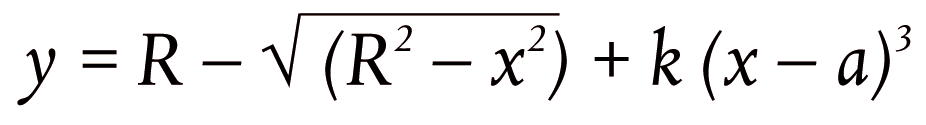 y = R − √(R² − x²) + k (x − a)³